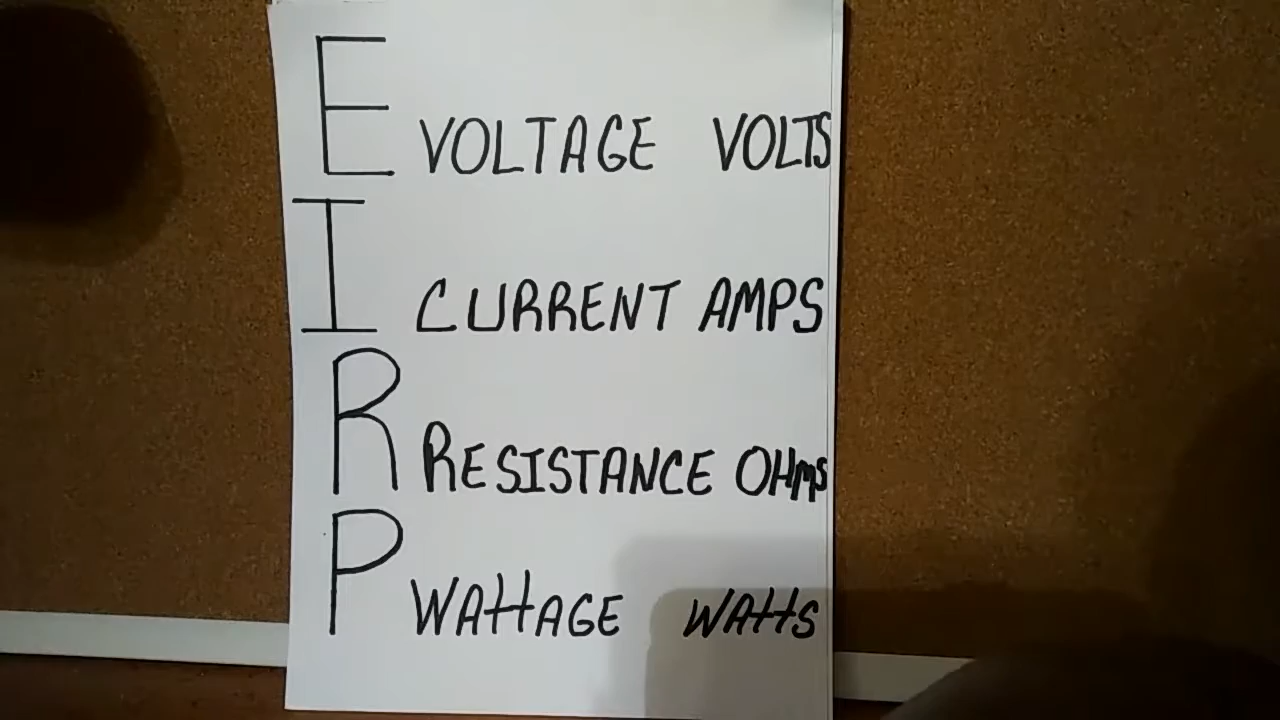 E VOLTAGE VOLTS
I CURRENT AMPS
R RESISTANCE OHMS
P WATTAGE WATTS